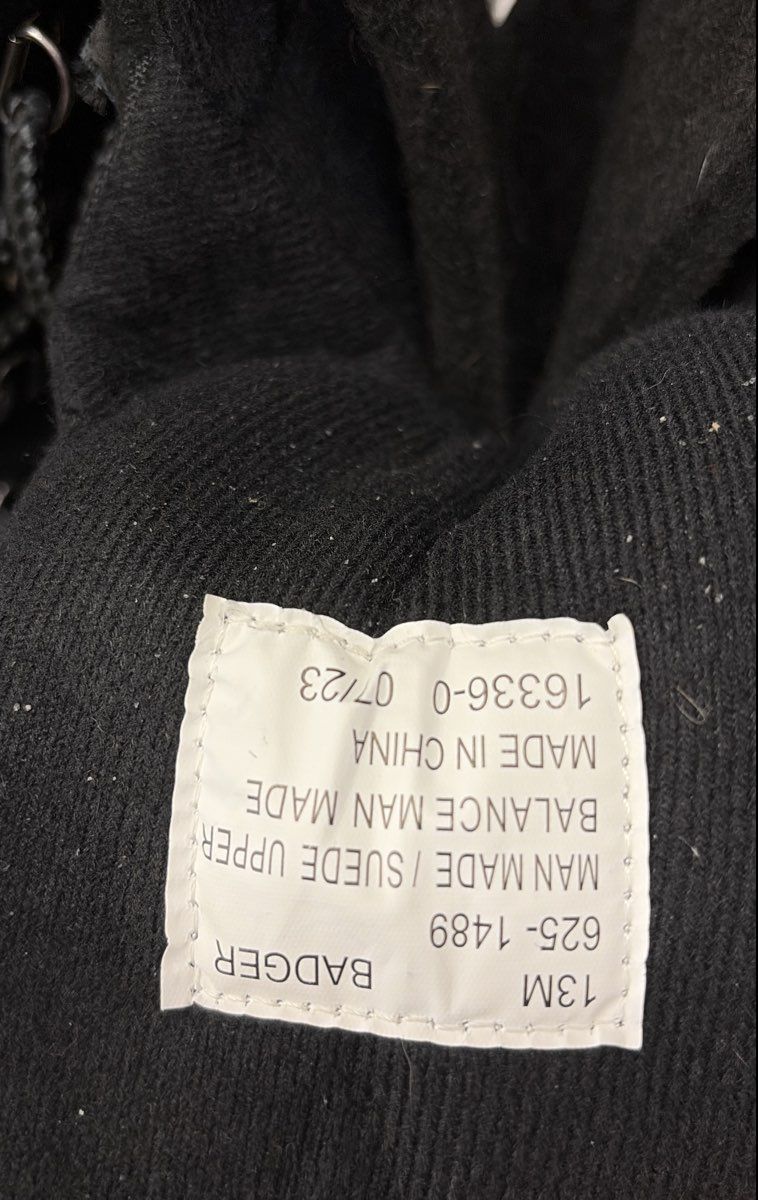 13M BADGER
625-1489
MAN MADE / SUEDE UPPER
BALANCE MAN MADE
MADE IN CHINA
16336-0 07/23